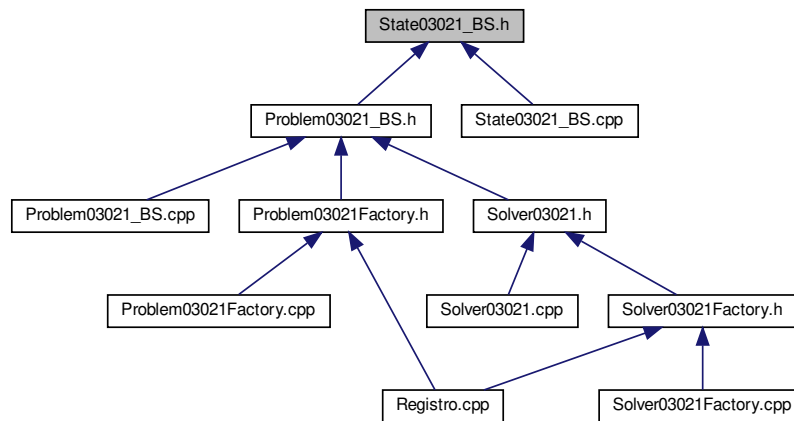 State03021_BS.h
Problem03021_BS.h
State03021_BS.cpp
Problem03021_BS.cpp
Problem03021Factory.h
Solver03021.h
Problem03021Factory.cpp
Solver03021.cpp
Solver03021Factory.h
Registro.cpp
Solver03021Factory.cpp